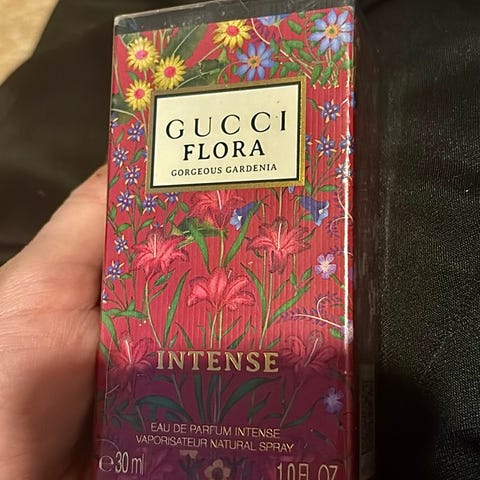 GUCCI
FLORA
GORGEOUS GARDENIA
INTENSE
EAU DE PARFUM INTENSE
VAPORISATEUR NATURAL SPRAY
℮30 ml 1.0 FL. OZ